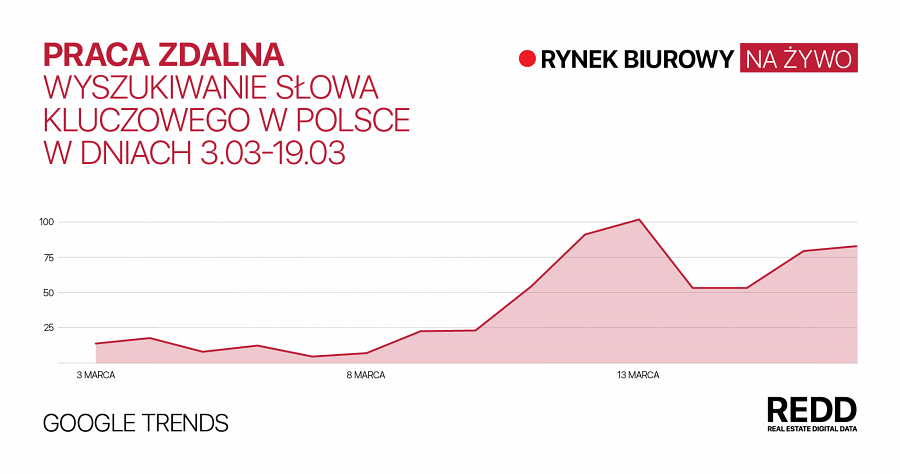 PRACA ZDALNA
WYSZUKIWANIE SŁOWA
KLUCZOWEGO W POLSCE
W DNIACH 3.03-19.03
RYNEK BIUROWY NA ŻYWO
100
75
50
25
3 MARCA
8 MARCA
13 MARCA
GOOGLE TRENDS
REDD
REAL ESTATE DIGITAL DATA